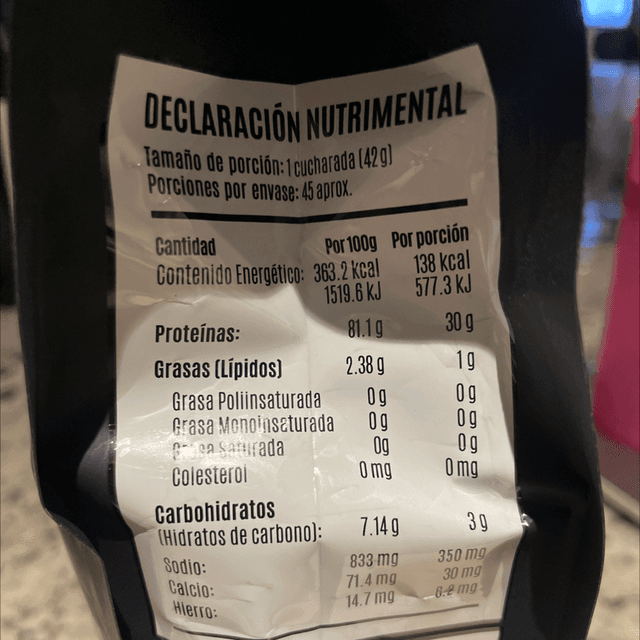 DECLARACIÓN NUTRIMENTAL
Tamaño de porción: 1 cucharada (42 g)
Porciones por envase: 45 aprox.
Cantidad Por 100g Por porción
Contenido Energético: 363.2 kcal 138 kcal
1519.6 kJ 577.3 kJ
Proteínas: 81.1 g 30 g
Grasas (Lípidos) 2.38 g 1 g
Grasa Poliinsaturada 0 g 0 g
Grasa Monoinsaturada 0 g 0 g
Grasa Saturada 0g 0 g
Colesterol 0 mg 0 mg
Carbohidratos
(Hidratos de carbono): 7.14 g 3 g
Sodio: 833 mg 350 mg
Calcio: 71.4 mg 30 mg
Hierro: 14.7 mg 6.2 mg